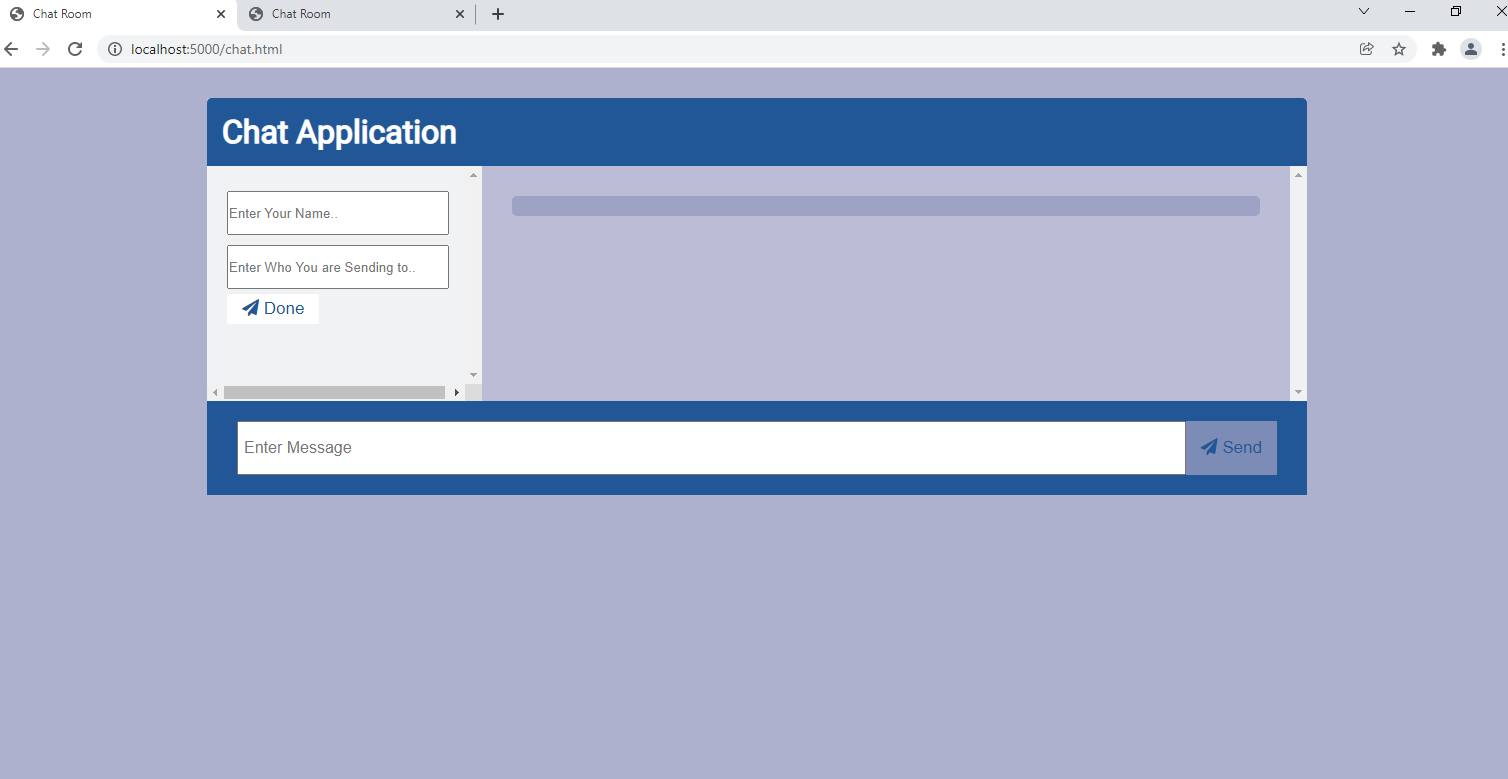 Chat Room
Chat Room
localhost:5000/chat.html
Chat Application
Enter Your Name..
Enter Who You are Sending to..
Done
Enter Message
Send